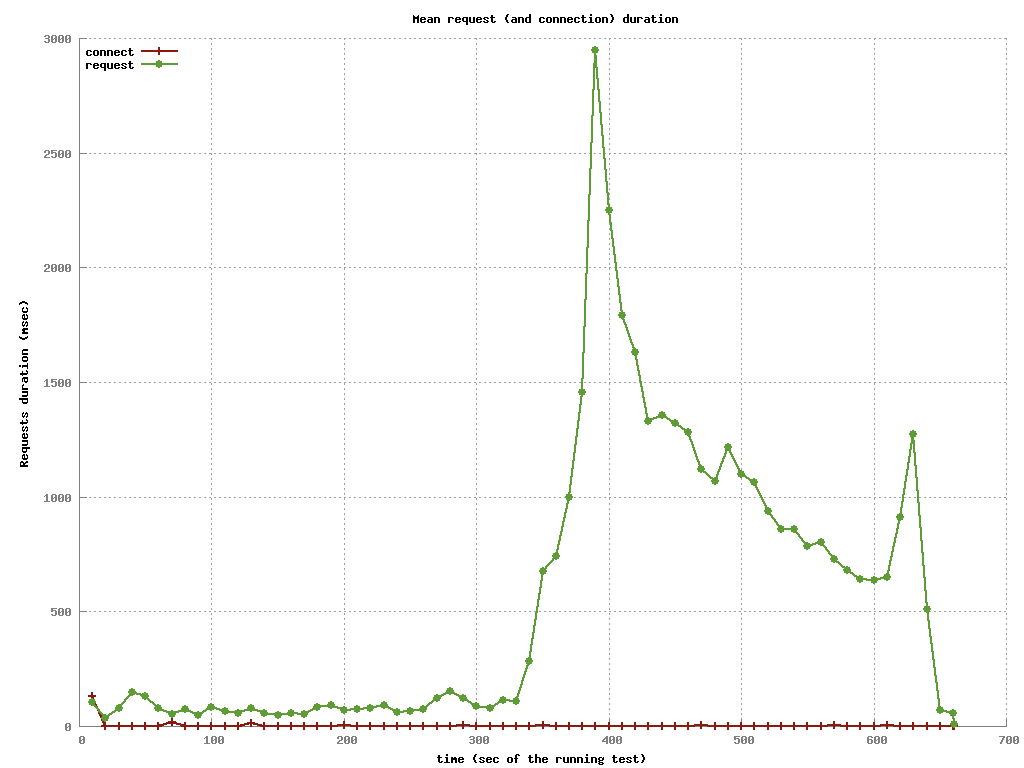 Mean request (and connection) duration
connect
request
3000
2500
2000
1500
1000
500
0
Requests duration (msec)
0 100 200 300 400 500 600 700
time (sec of the running test)